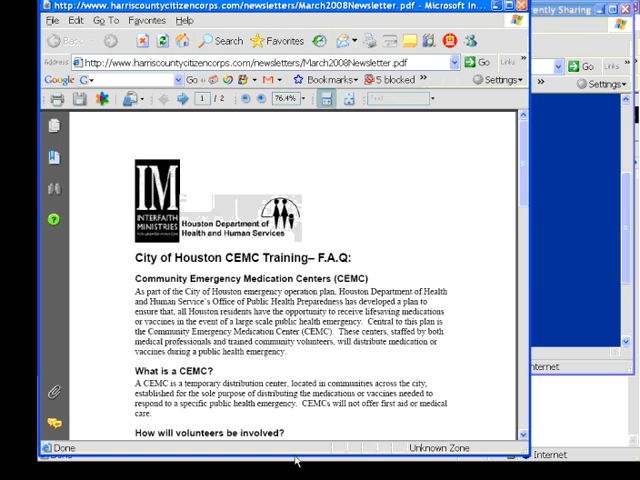 http://www.harriscountycitizencorps.com/newsletters/March2008Newsletter.pdf - Microsoft In...
ently Sharing
Edit Go To Favorites
Back Search Favorites Links
Address http://www.harriscountycitizencorps.com/newsletters/March2008Newsletter.pdf Go Links
Go
Google Go Bookmarks 5 blocked Settings
Settings
1 / 2 76.4%
IM
INTERFAITH
MINISTRIES
Houston Department of
Health and Human Services
City of Houston CEMC Training– F.A.Q:
Community Emergency Medication Centers (CEMC)
As part of the City of Houston emergency operation plan, Houston Department of Health
and Human Service's Office of Public Health Preparedness has developed a plan to
ensure that, all Houston residents have the opportunity to receive lifesaving medications
or vaccines in the event of a large scale public health emergency. Central to this plan is
the Community Emergency Medication Center (CEMC). These centers, staffed by both
medical professionals and trained community volunteers, will distribute medication or
vaccines during a public health emergency.
What is a CEMC?
A CEMC is a temporary distribution center, located in communities across the city,
established for the sole purpose of distributing the medications or vaccines needed to
respond to a specific public health emergency. CEMCs will not offer first aid or medical
care.
How will volunteers be involved?
Done Unknown Zone
nternet
Internet